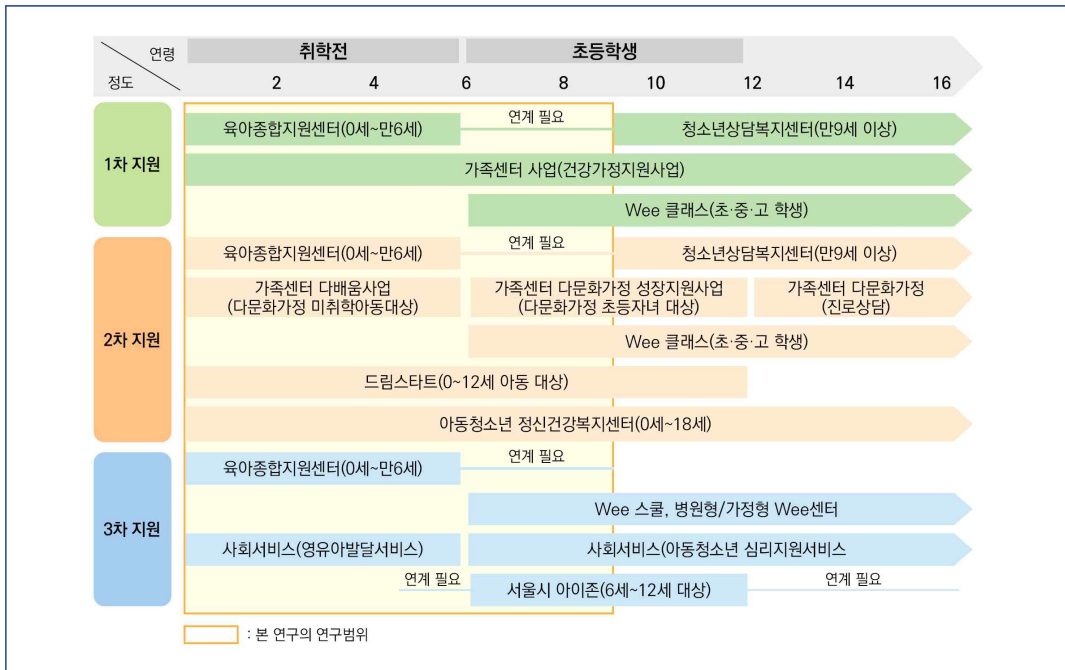 연령
취학전
초등학생
정도
2 4 6 8 10 12 14 16
1차 지원
육아종합지원센터(0세~만6세)
연계 필요
청소년상담복지센터(만9세 이상)
가족센터 사업(건강가정지원사업)
Wee 클래스(초·중·고 학생)
2차 지원
육아종합지원센터(0세~만6세)
연계 필요
청소년상담복지센터(만9세 이상)
가족센터 다배움사업
(다문화가정 미취학아동대상)
가족센터 다문화가정 성장지원사업
(다문화가정 초등자녀 대상)
가족센터 다문화가정
(진로상담)
Wee 클래스(초·중·고 학생)
드림스타트(0~12세 아동 대상)
아동청소년 정신건강복지센터(0세~18세)
3차 지원
육아종합지원센터(0세~만6세)
연계 필요
Wee 스쿨, 병원형/가정형 Wee센터
사회서비스(영유아발달서비스)
사회서비스(아동청소년 심리지원서비스
연계 필요
서울시 아이존(6세~12세 대상)
연계 필요
: 본 연구의 연구범위